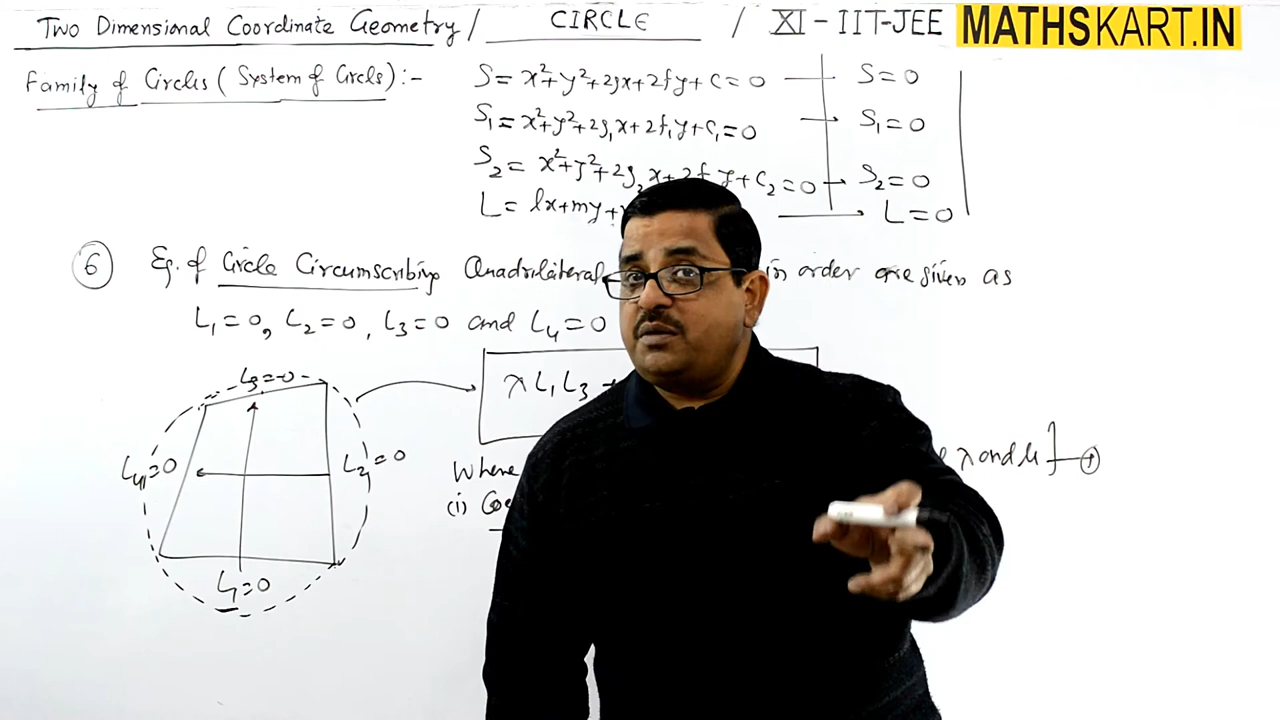 Two Dimensional Coordinate Geometry / CIRCLE / XI - IIT-JEE MATHSKART.IN
Family of Circles ( System of Circls ) :-
S = x²+y²+2gx+2fy+c=0 → S=0
S₁ = x²+y²+2g₁x+2f₁y+c₁=0 → S₁=0
S₂ = x²+y²+2g₂x+2f y+c₂=0 → S₂=0
L = lx+my+ → L=0
6 Eq. of Circle Circumscribing Quadrilateral in order are given as
L₁=0, L₂=0, L₃=0 and L₄=0
L₃=0
λL₁L₃ +
L₄=0
L₂=0
Where λ and μ
(i)
L₁=0